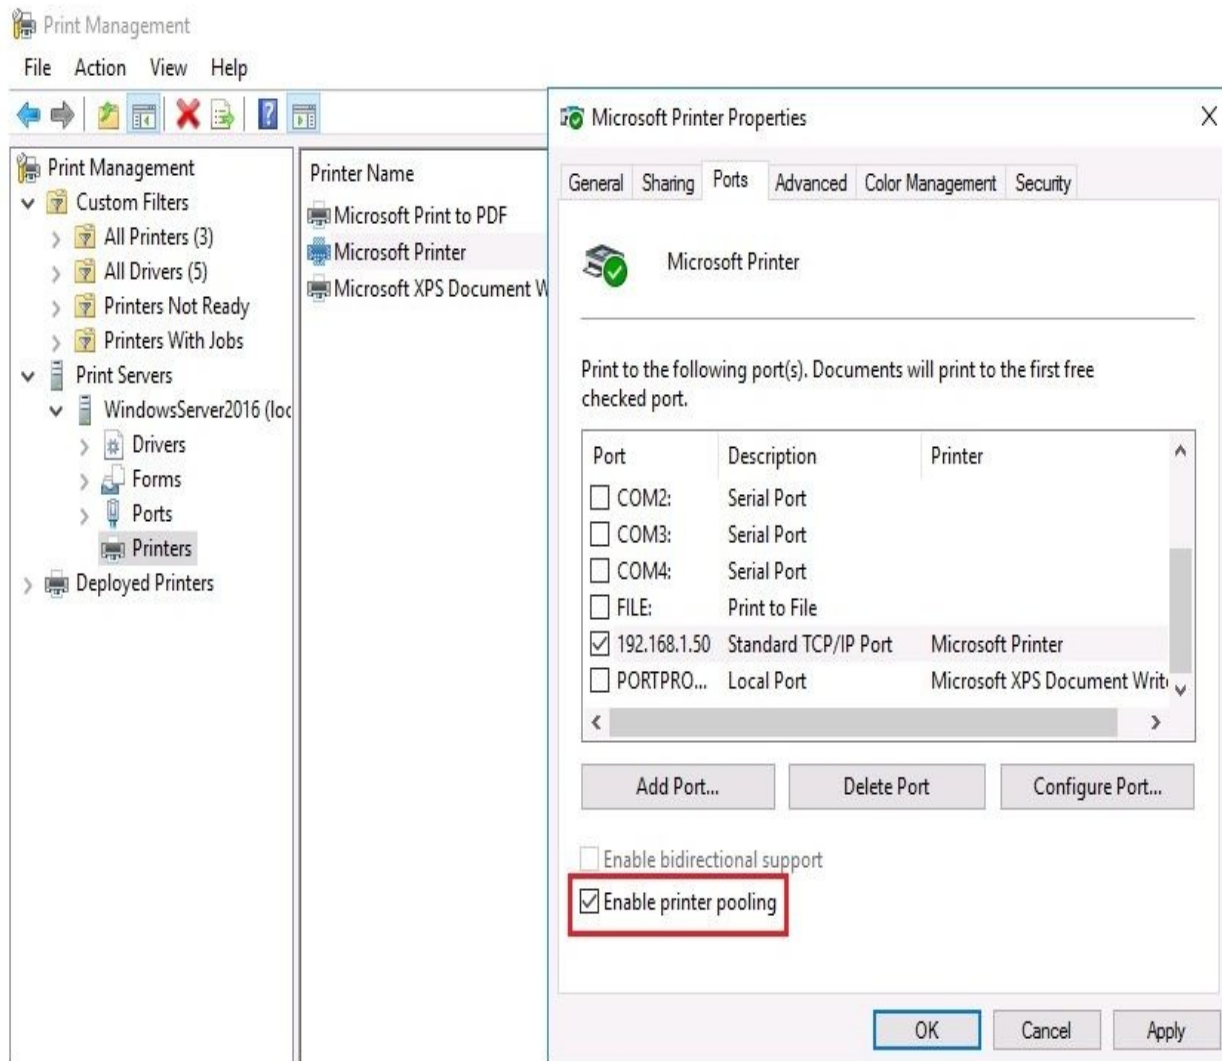 Print Management
File Action View Help
Print Management
Custom Filters
All Printers (3)
All Drivers (5)
Printers Not Ready
Printers With Jobs
Print Servers
WindowsServer2016 (loc
Drivers
Forms
Ports
Printers
Deployed Printers
Printer Name
Microsoft Print to PDF
Microsoft Printer
Microsoft XPS Document W
Microsoft Printer Properties
General Sharing Ports Advanced Color Management Security
Microsoft Printer
Print to the following port(s). Documents will print to the first free
checked port.
Port Description Printer
COM2: Serial Port
COM3: Serial Port
COM4: Serial Port
FILE: Print to File
192.168.1.50 Standard TCP/IP Port Microsoft Printer
PORTPRO... Local Port Microsoft XPS Document Write
Add Port... Delete Port Configure Port...
Enable bidirectional support
Enable printer pooling
OK Cancel Apply